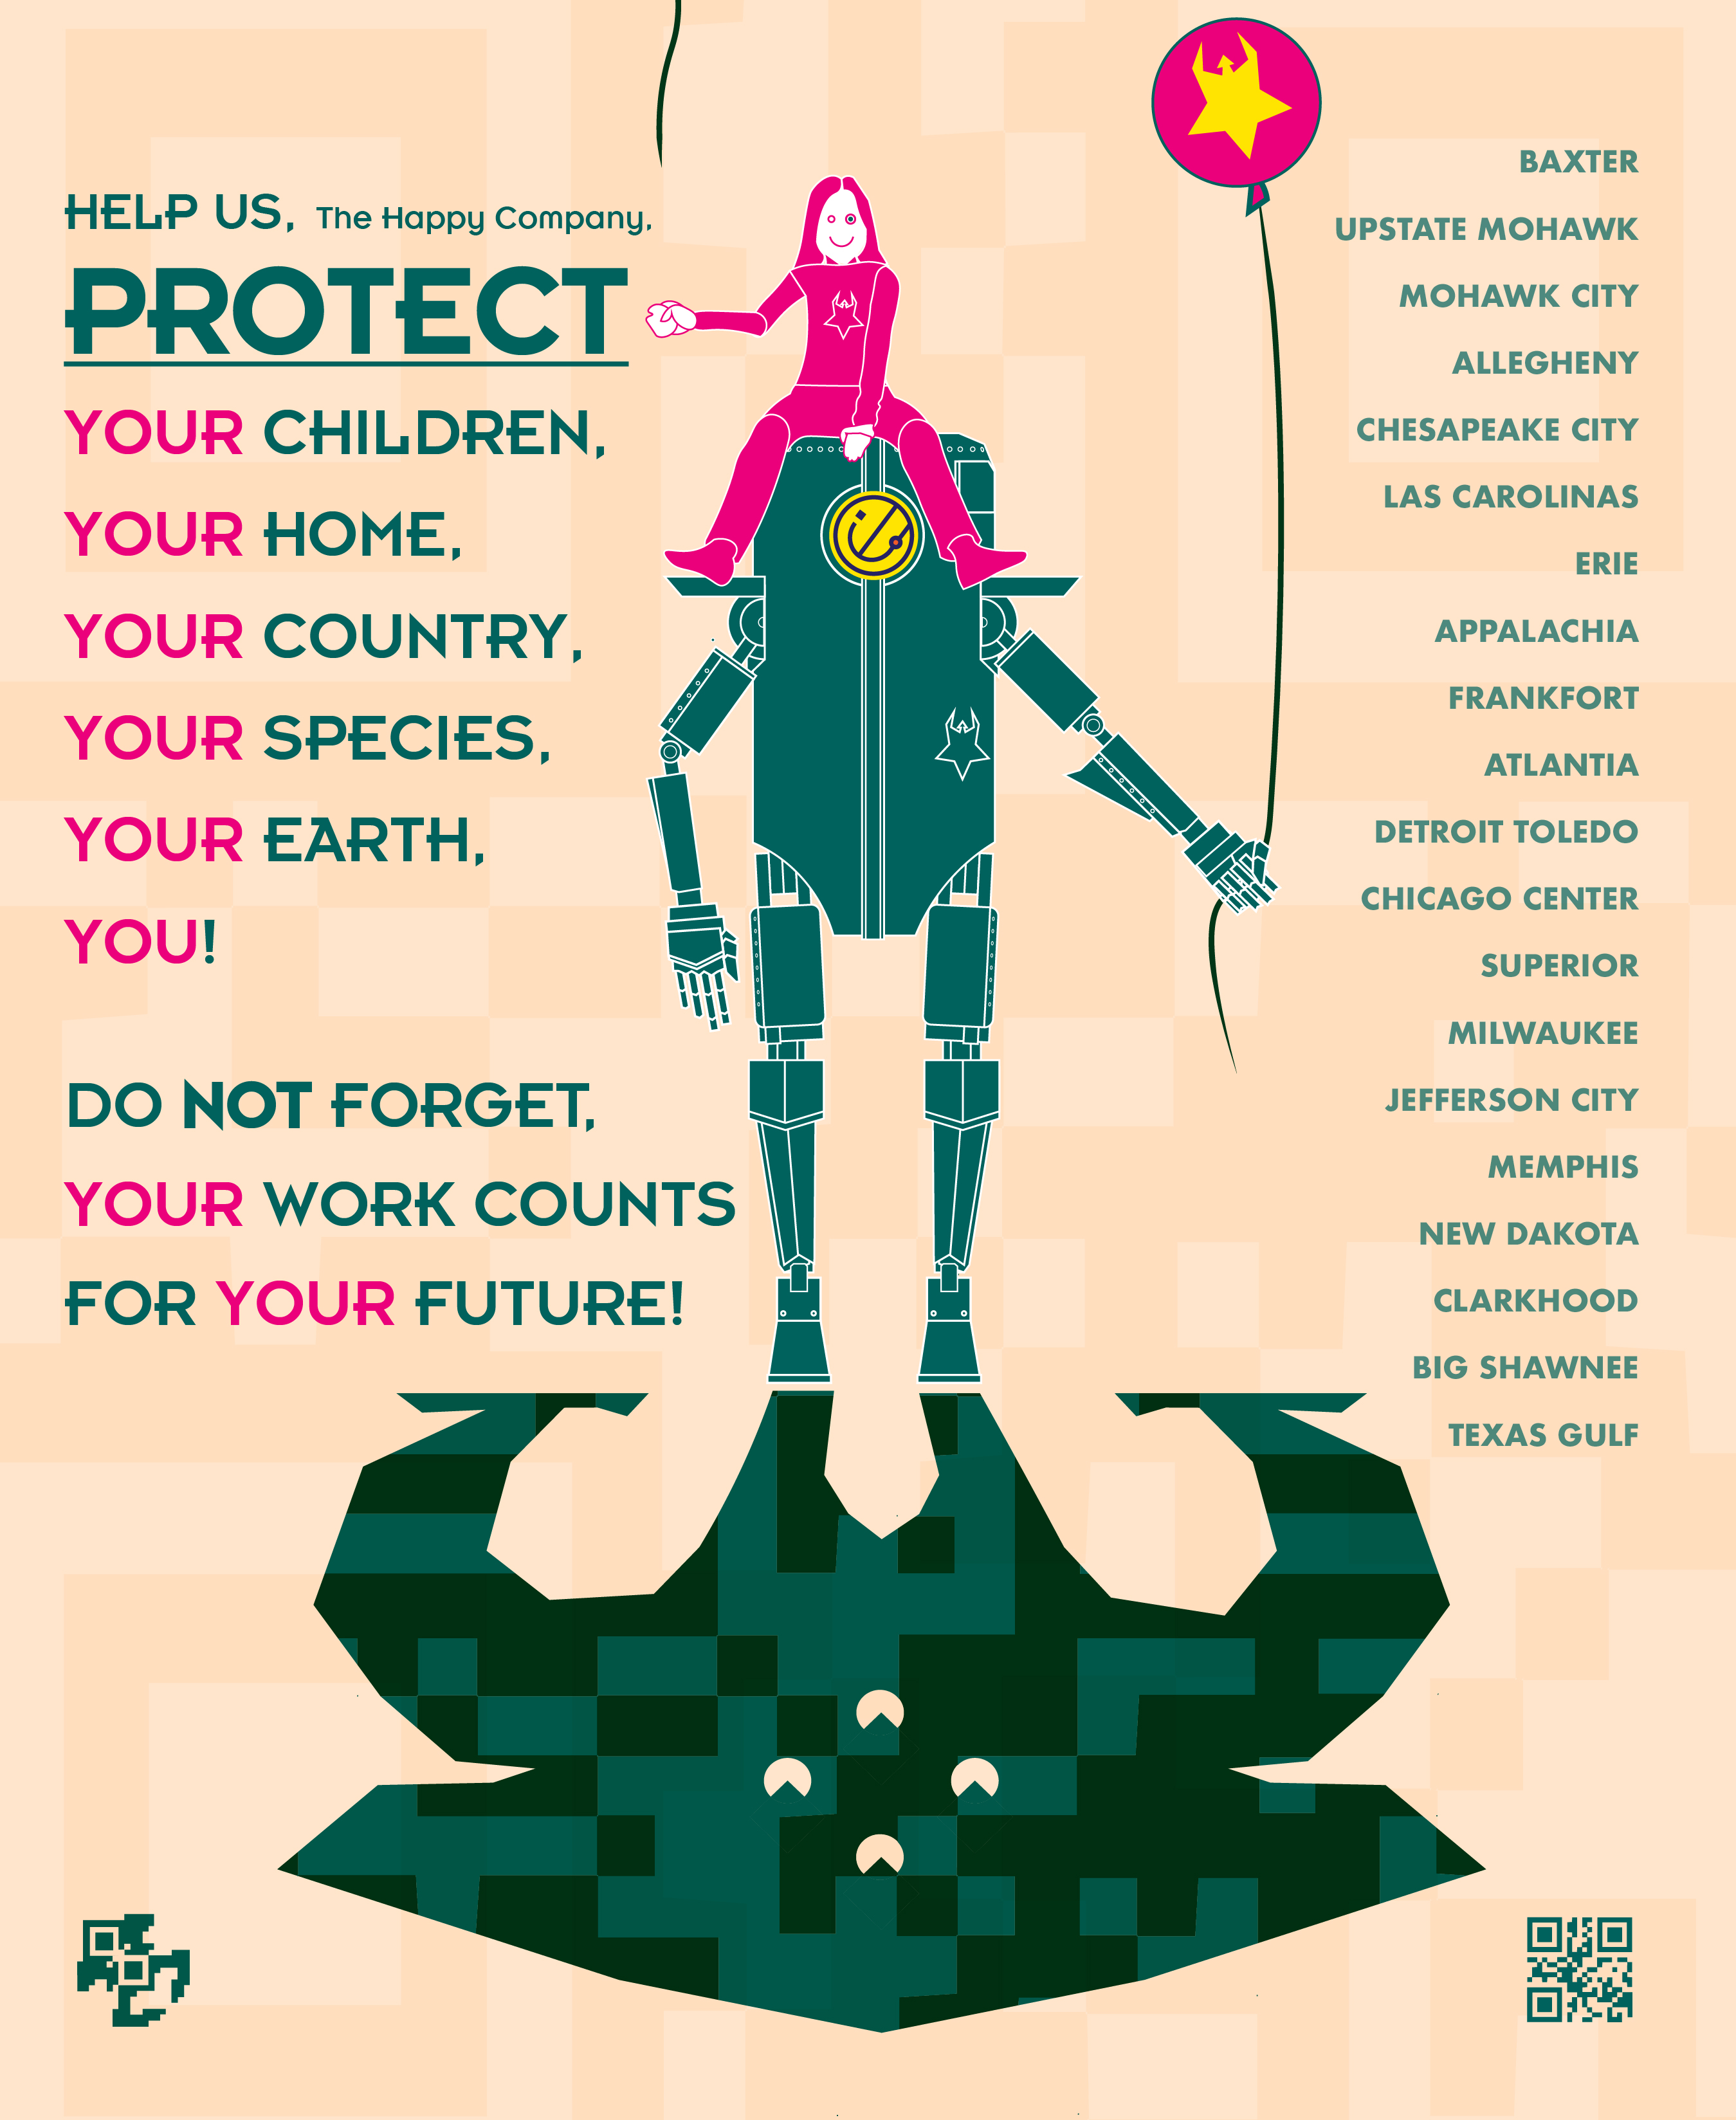 HELP US, The Happy Company,
PROTECT
YOUR CHILDREN,
YOUR HOME,
YOUR COUNTRY,
YOUR SPECIES,
YOUR EARTH,
YOU!
DO NOT FORGET,
YOUR WORK COUNTS
FOR YOUR FUTURE!
BAXTER
UPSTATE MOHAWK
MOHAWK CITY
ALLEGHENY
CHESAPEAKE CITY
LAS CAROLINAS
ERIE
APPALACHIA
FRANKFORT
ATLANTIA
DETROIT TOLEDO
CHICAGO CENTER
SUPERIOR
MILWAUKEE
JEFFERSON CITY
MEMPHIS
NEW DAKOTA
CLARKHOOD
BIG SHAWNEE
TEXAS GULF